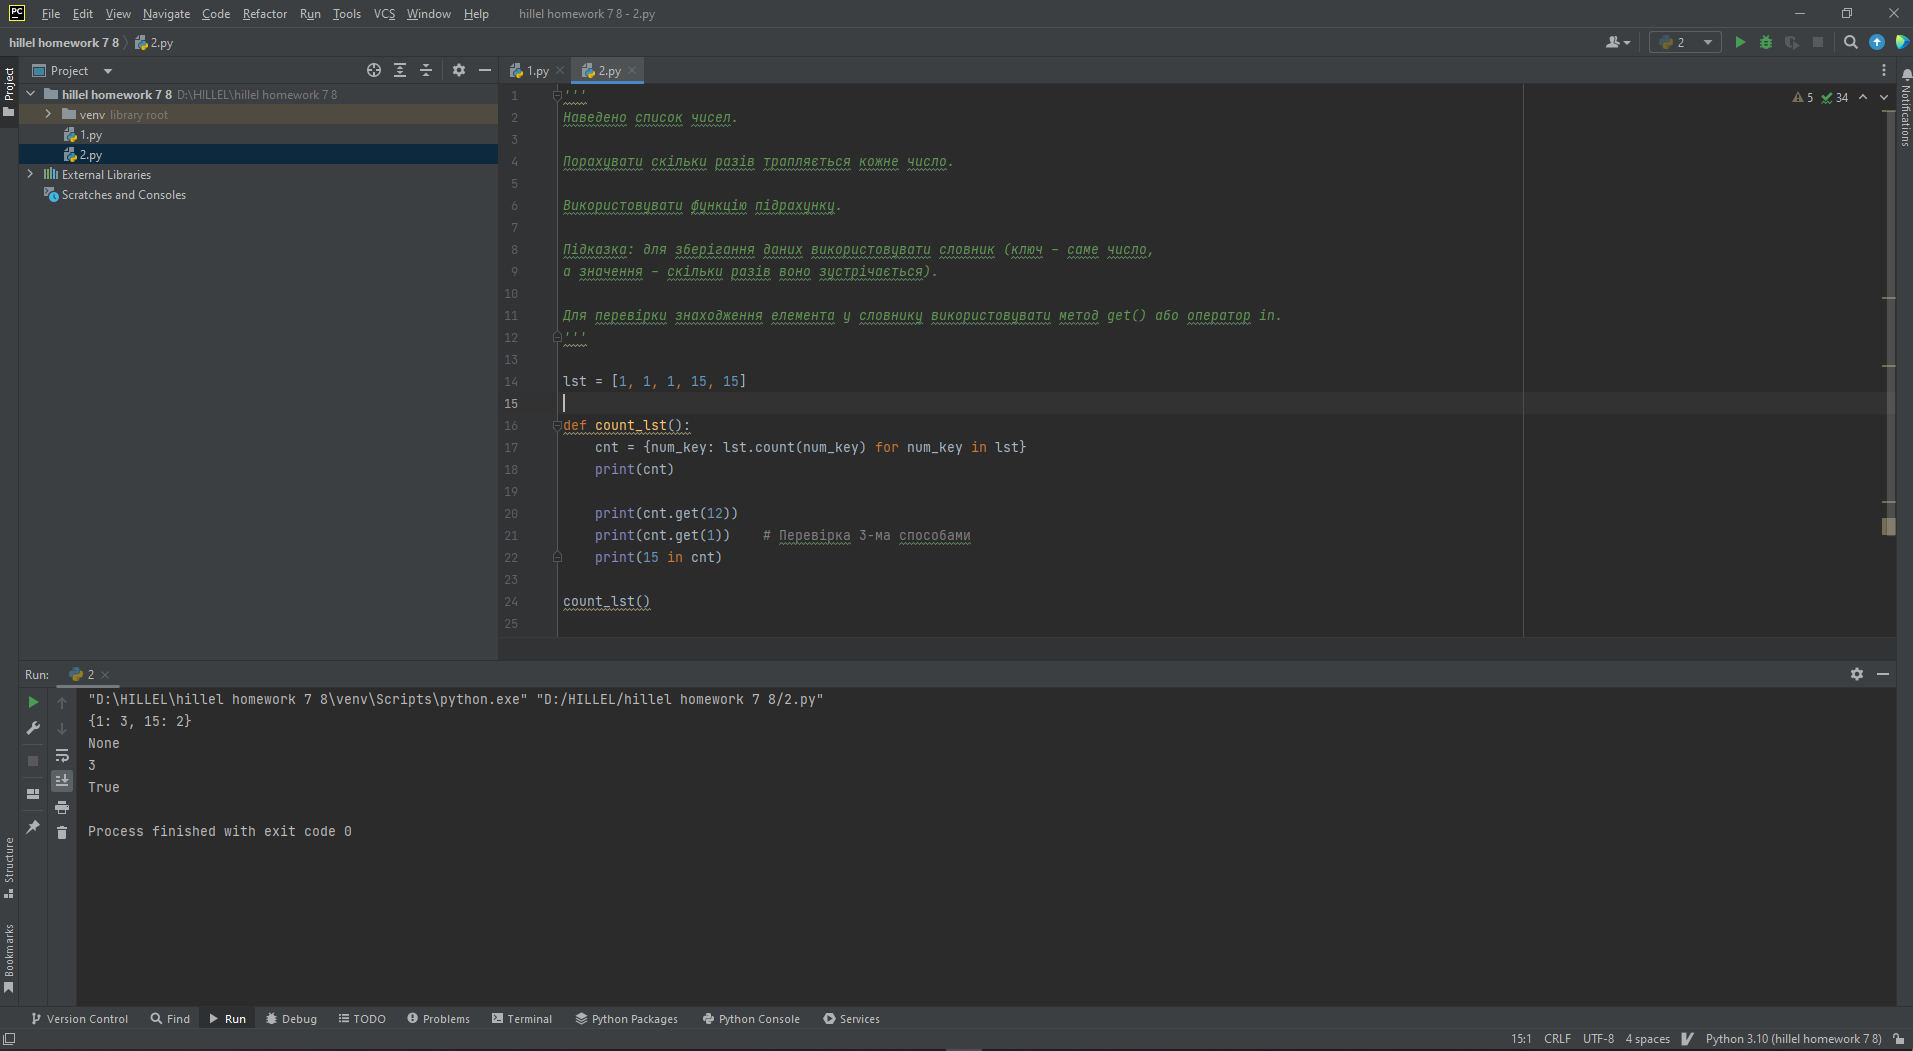 PC File Edit View Navigate Code Refactor Run Tools VCS Window Help hillel homework 7 8 - 2.py
hillel homework 7 8 2.py
2
Project
Project
hillel homework 7 8 D:\HILLEL\hillel homework 7 8
venv library root
1.py
2.py
External Libraries
Scratches and Consoles
1.py 2.py
5 34
Notifications
1 '''
2 Наведено список чисел.
3
4 Порахувати скільки разів трапляється кожне число.
5
6 Використовувати функцію підрахунку.
7
8 Підказка: для зберігання даних використовувати словник (ключ – саме число,
9 а значення – скільки разів воно зустрічається).
10
11 Для перевірки знаходження елемента у словнику використовувати метод get() або оператор in.
12 '''
13
14 lst = [1, 1, 1, 15, 15]
15
16 def count_lst():
17 cnt = {num_key: lst.count(num_key) for num_key in lst}
18 print(cnt)
19
20 print(cnt.get(12))
21 print(cnt.get(1)) # Перевірка 3-ма способами
22 print(15 in cnt)
23
24 count_lst()
25
Run: 2
"D:\HILLEL\hillel homework 7 8\venv\Scripts\python.exe" "D:/HILLEL/hillel homework 7 8/2.py"
{1: 3, 15: 2}
None
3
True
Process finished with exit code 0
Structure
Bookmarks
Version Control Find Run Debug TODO Problems Terminal Python Packages Python Console Services
15:1 CRLF UTF-8 4 spaces Python 3.10 (hillel homework 7 8)